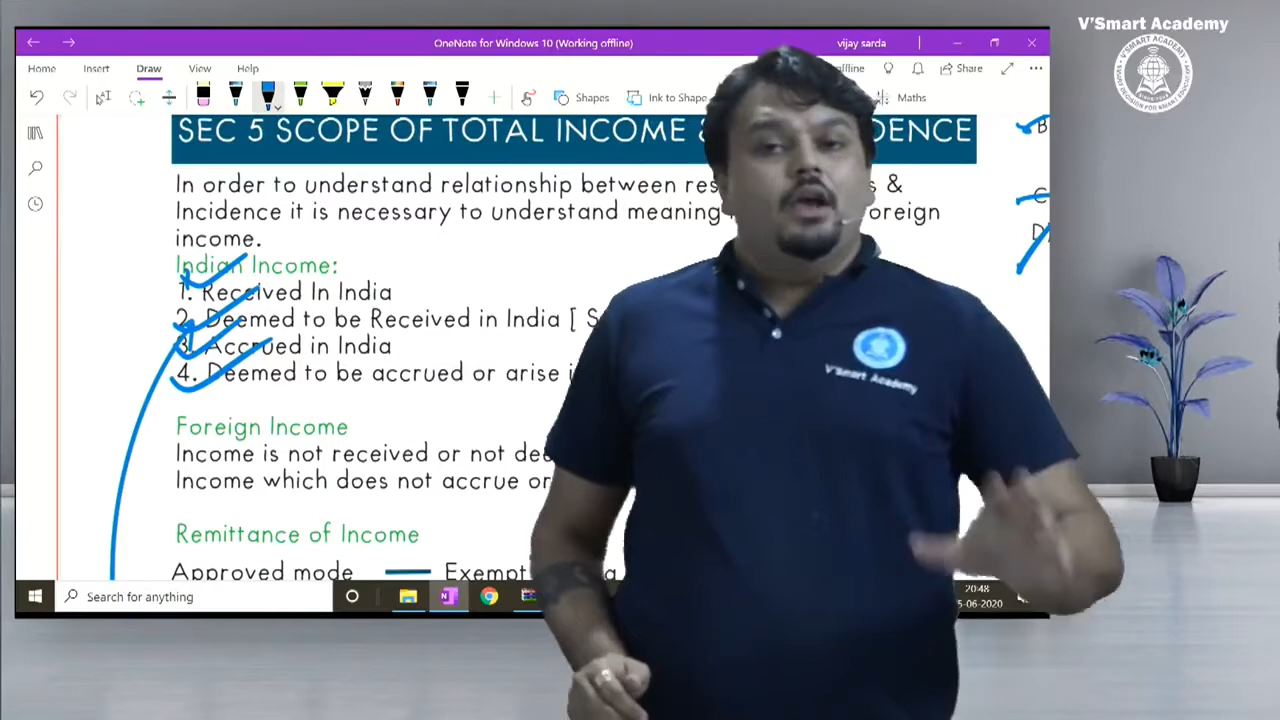 V'Smart Academy
OneNote for Windows 10 (Working offline)
vijay sarda
Home Insert Draw View Help
Share
Shapes
Ink to Shape
Maths
SEC 5 SCOPE OF TOTAL INCOME
In order to understand relationship between
Incidence it is necessary to understand meaning
income.
Indian Income:
1. Received In India
2. Deemed to be Received in India [
3. Accrued in India
4. Deemed to be accrued or arise
Foreign Income
Income is not received or not
Income which does not accrue or
Remittance of Income
Approved mode — Exempt
Search for anything
20:48
V'Smart Academy